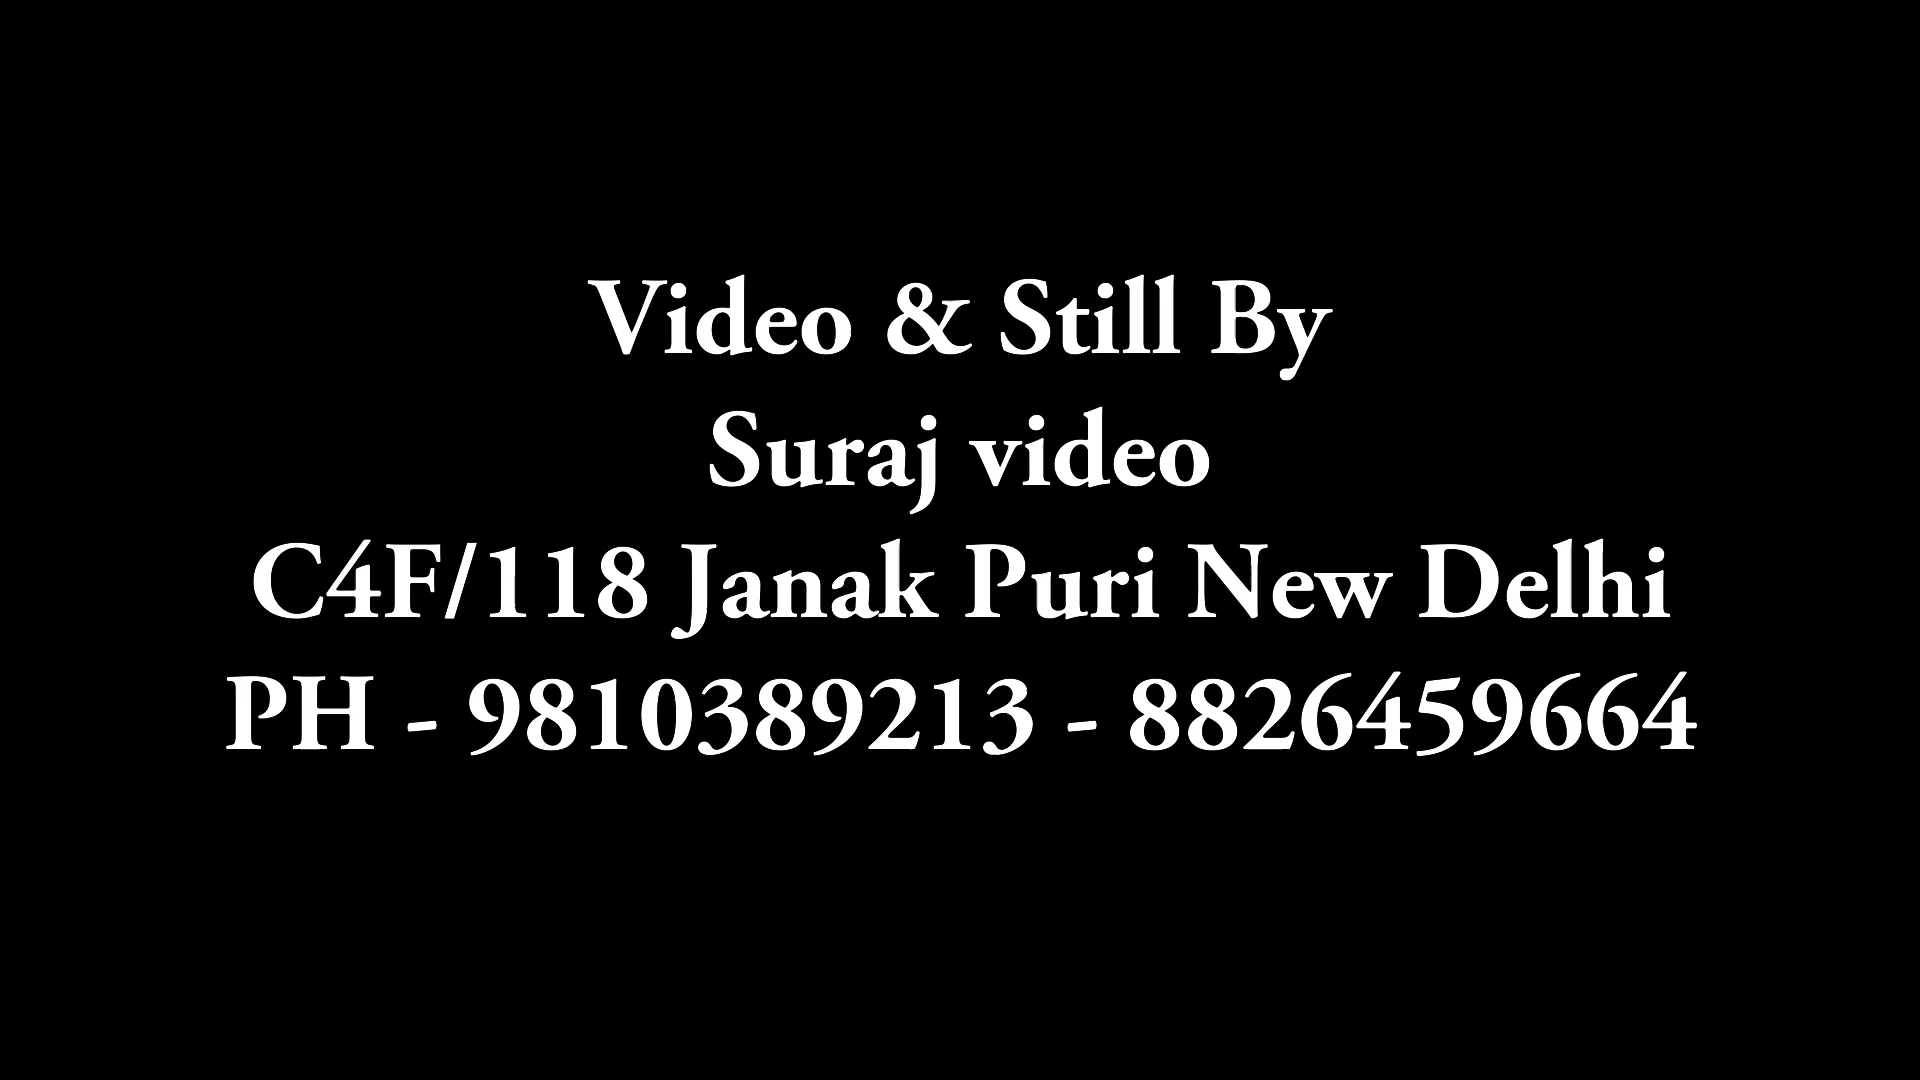 Video & Still By
Suraj video
C4F/118 Janak Puri New Delhi
PH - 9810389213 - 8826459664